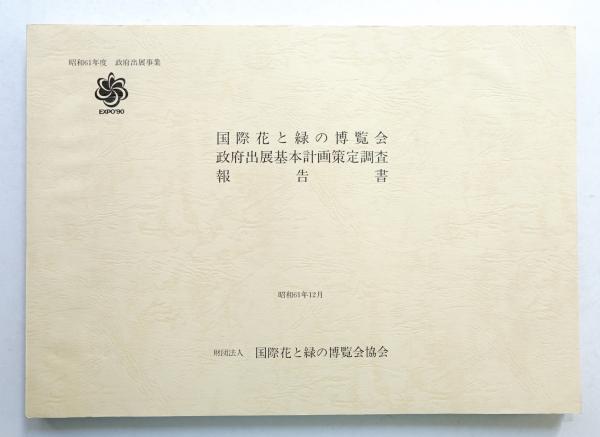 昭和61年度　政府出展事業
EXPO'90
国際花と緑の博覧会
政府出展基本計画策定調査
報告書
昭和61年12月
財団法人　国際花と緑の博覧会協会